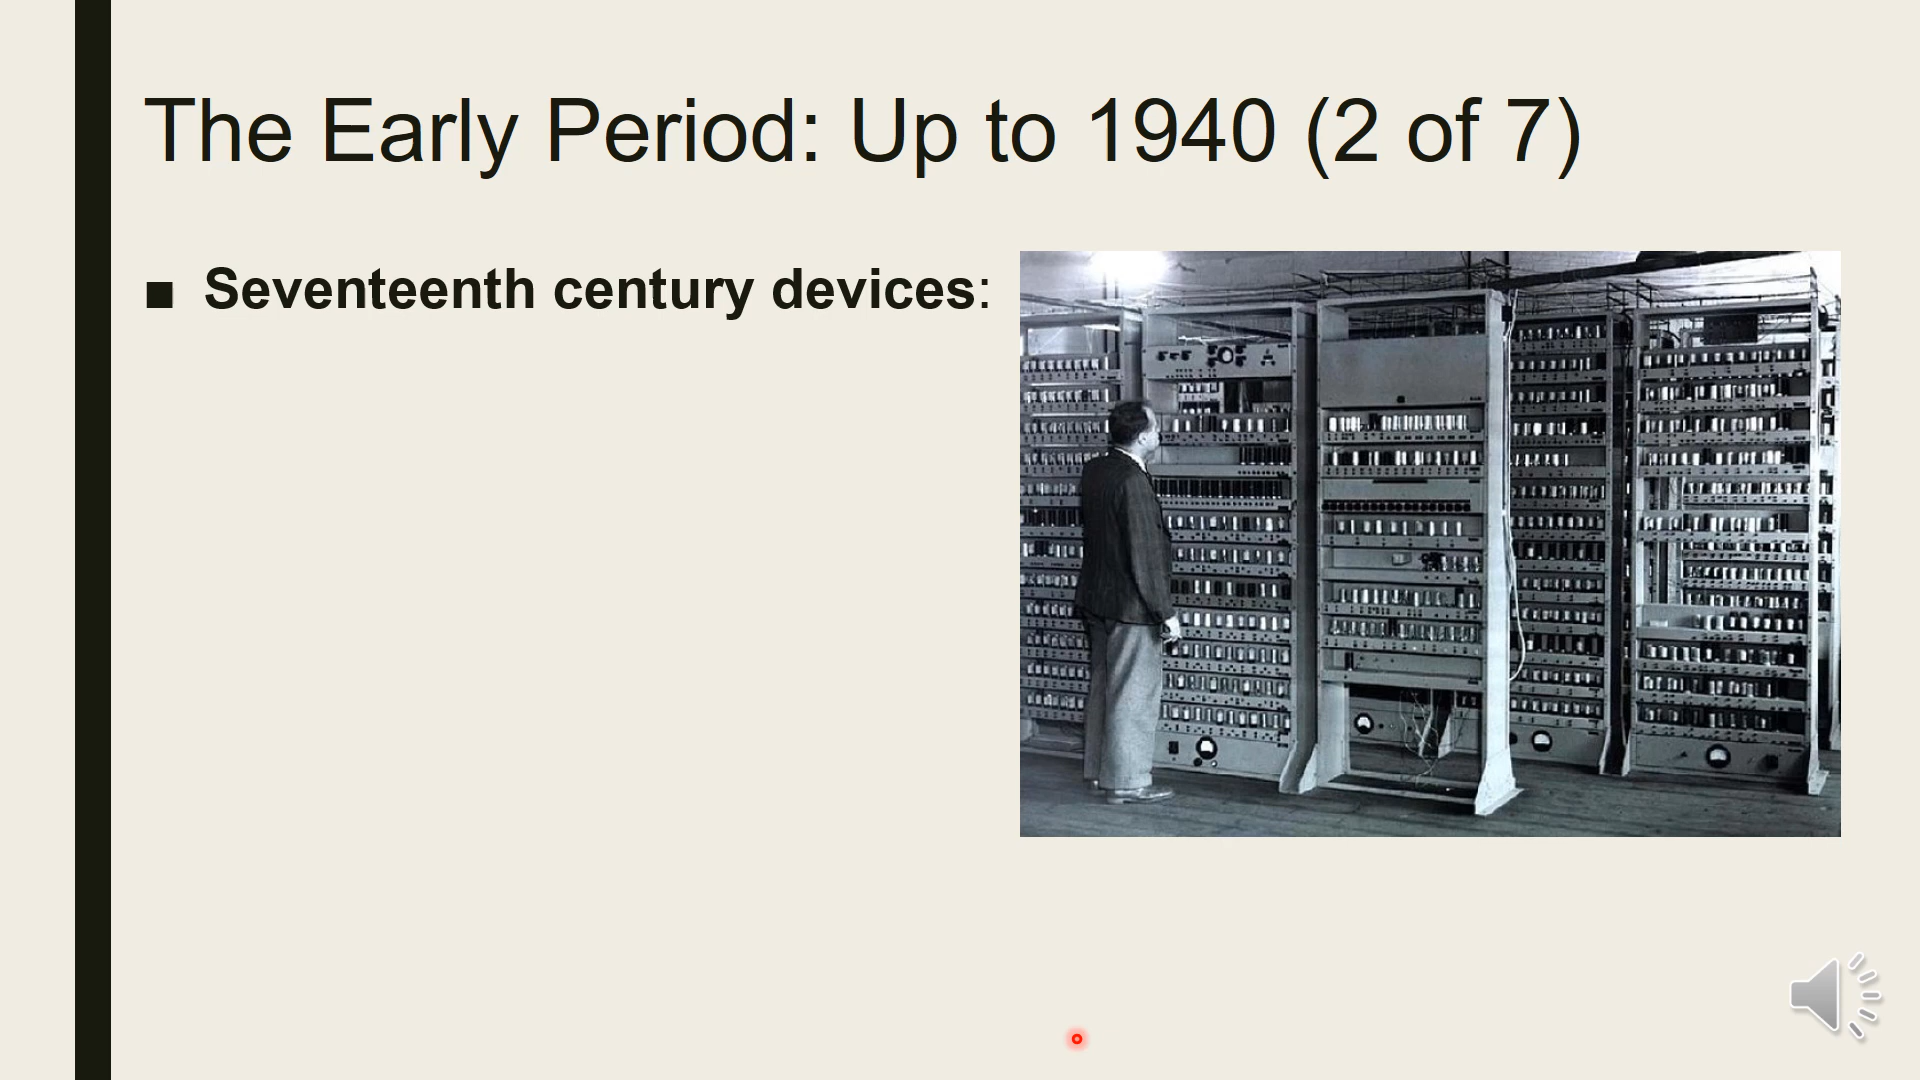 The Early Period: Up to 1940 (2 of 7)
■ Seventeenth century devices: